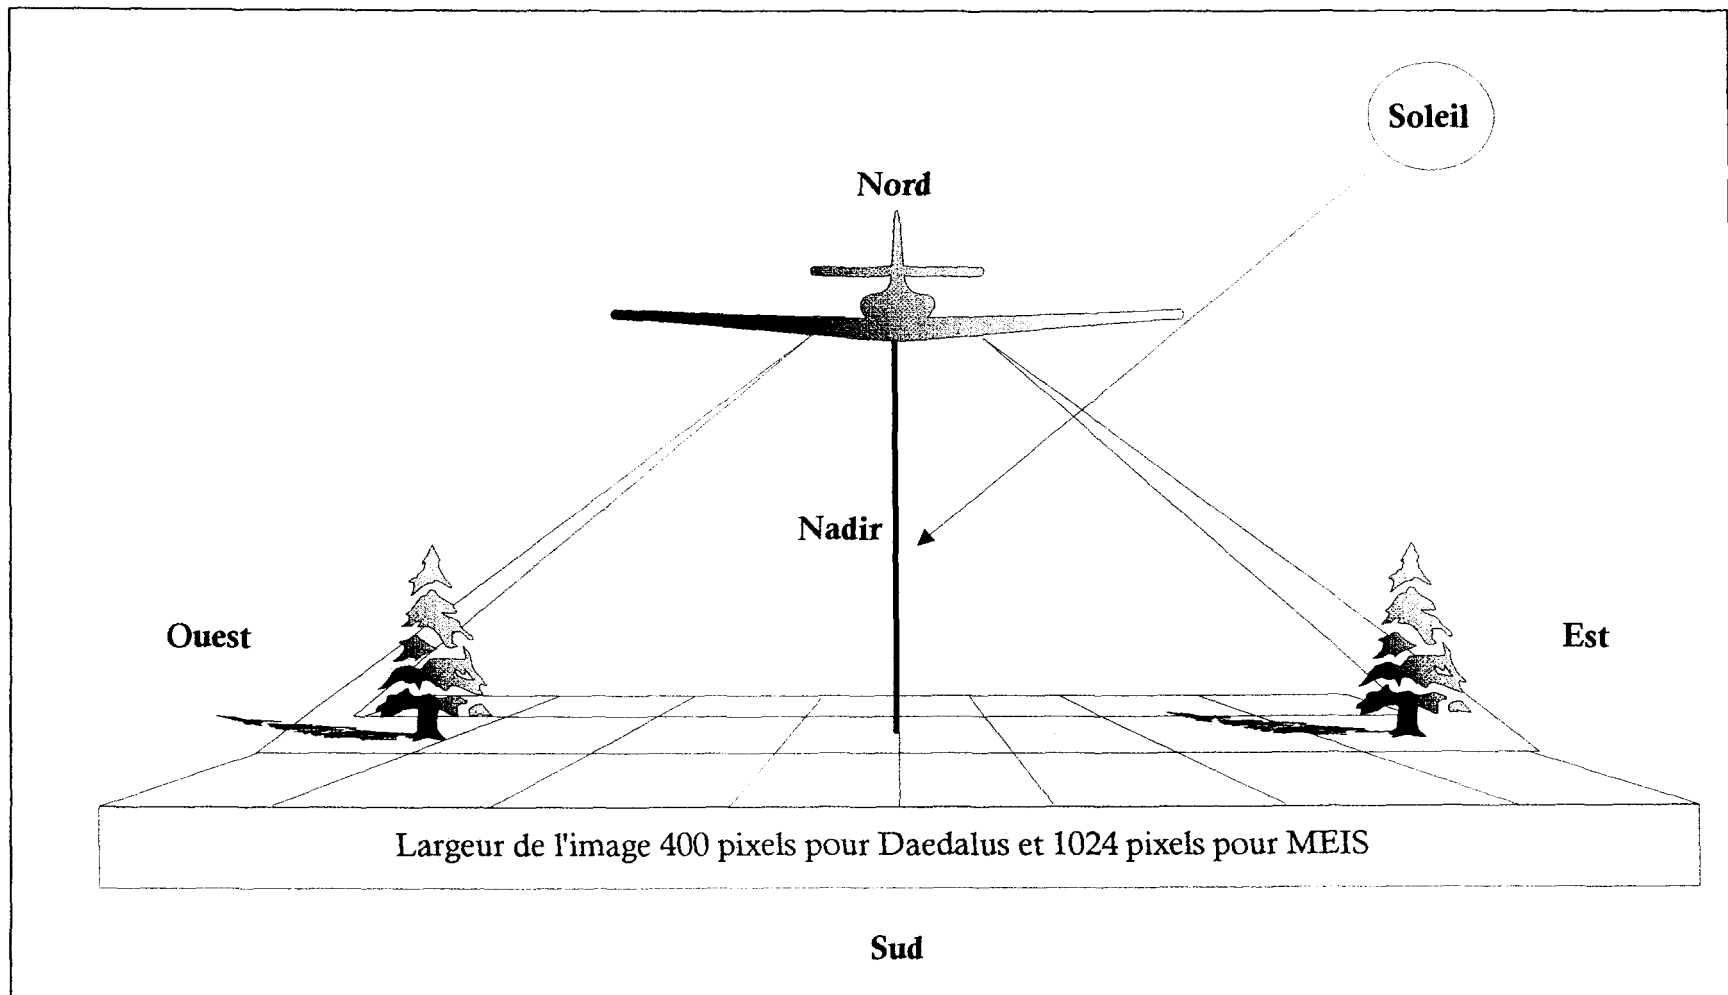 Soleil
Nord
Nadir
Ouest
Est
Largeur de l'image 400 pixels pour Daedalus et 1024 pixels pour MEIS
Sud